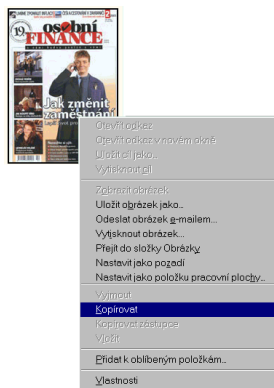 19
osobní
FINANCE
Jak změnit
zaměstnání
Otevřít odkaz
Otevřít odkaz v novém okně
Uložit cíl jako...
Vytisknout cíl
Zobrazit obrázek
Uložit obrázek jako...
Odeslat obrázek e-mailem...
Vytisknout obrázek...
Přejít do složky Obrázky
Nastavit jako pozadí
Nastavit jako položku pracovní plochy...
Vyjmout
Kopírovat
Kopírovat zástupce
Vložit
Přidat k oblíbeným položkám...
Vlastnosti